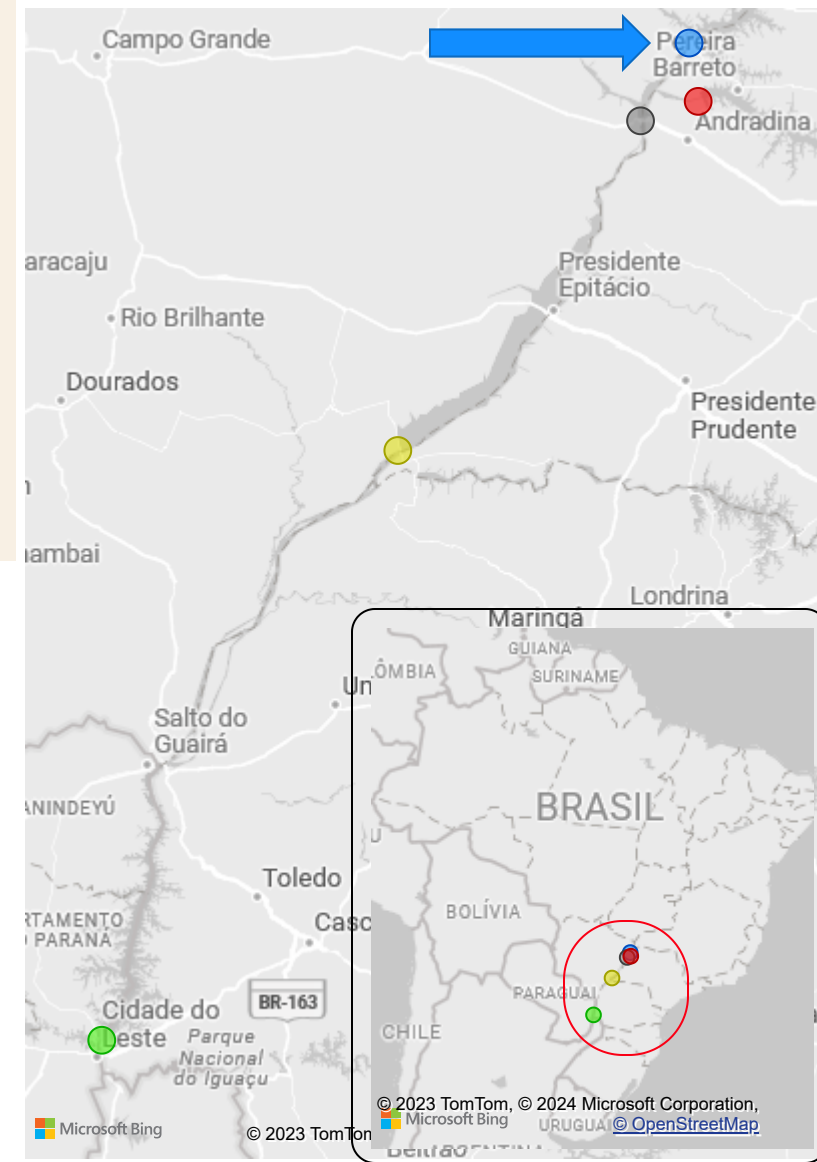 Campo Grande
Pereira
Barreto
Andradina
aracaju
Presidente
Epitácio
Rio Brilhante
Dourados
Presidente
Prudente
ambai
Londrina
Maringá
GUIANA
ÔMBIA
SURINAME
Un
Salto do
Guairá
BRASIL
ANINDEYÚ
U
Toledo
BOLÍVIA
RTAMENTO
PARANÁ
Casc
PARAGUAI
BR-163
Cidade do
Leste
Parque
Nacional
do Iguaçu
CHILE
© 2023 TomTom, © 2024 Microsoft Corporation,
Microsoft Bing
URUGUAI
© OpenStreetMap
Microsoft Bing
© 2023 TomTom
Beltrão